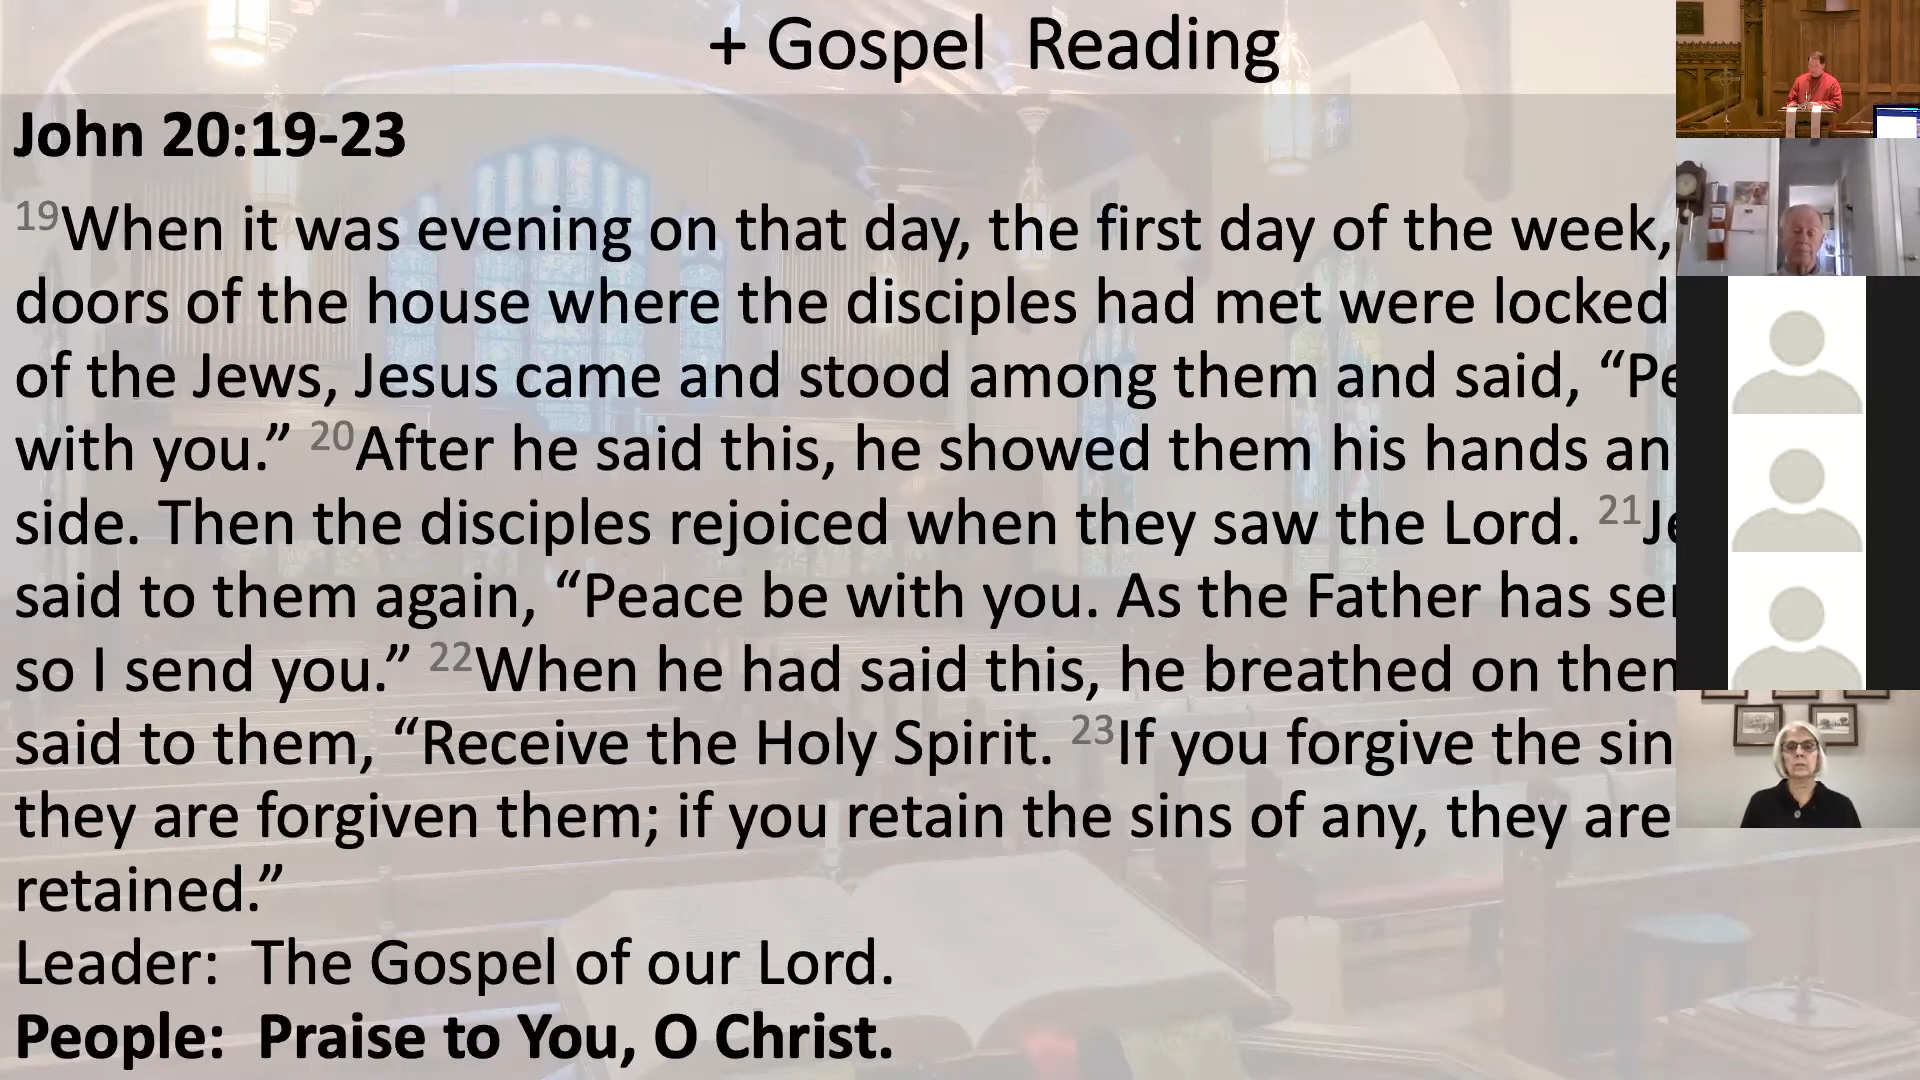 + Gospel Reading
John 20:19-23
19When it was evening on that day, the first day of the week,
doors of the house where the disciples had met were locked
of the Jews, Jesus came and stood among them and said, “Pe
with you.” 20After he said this, he showed them his hands an
side. Then the disciples rejoiced when they saw the Lord. 21Je
said to them again, “Peace be with you. As the Father has se
so I send you.” 22When he had said this, he breathed on them
said to them, “Receive the Holy Spirit. 23If you forgive the sin
they are forgiven them; if you retain the sins of any, they are
retained.”
Leader: The Gospel of our Lord.
People: Praise to You, O Christ.